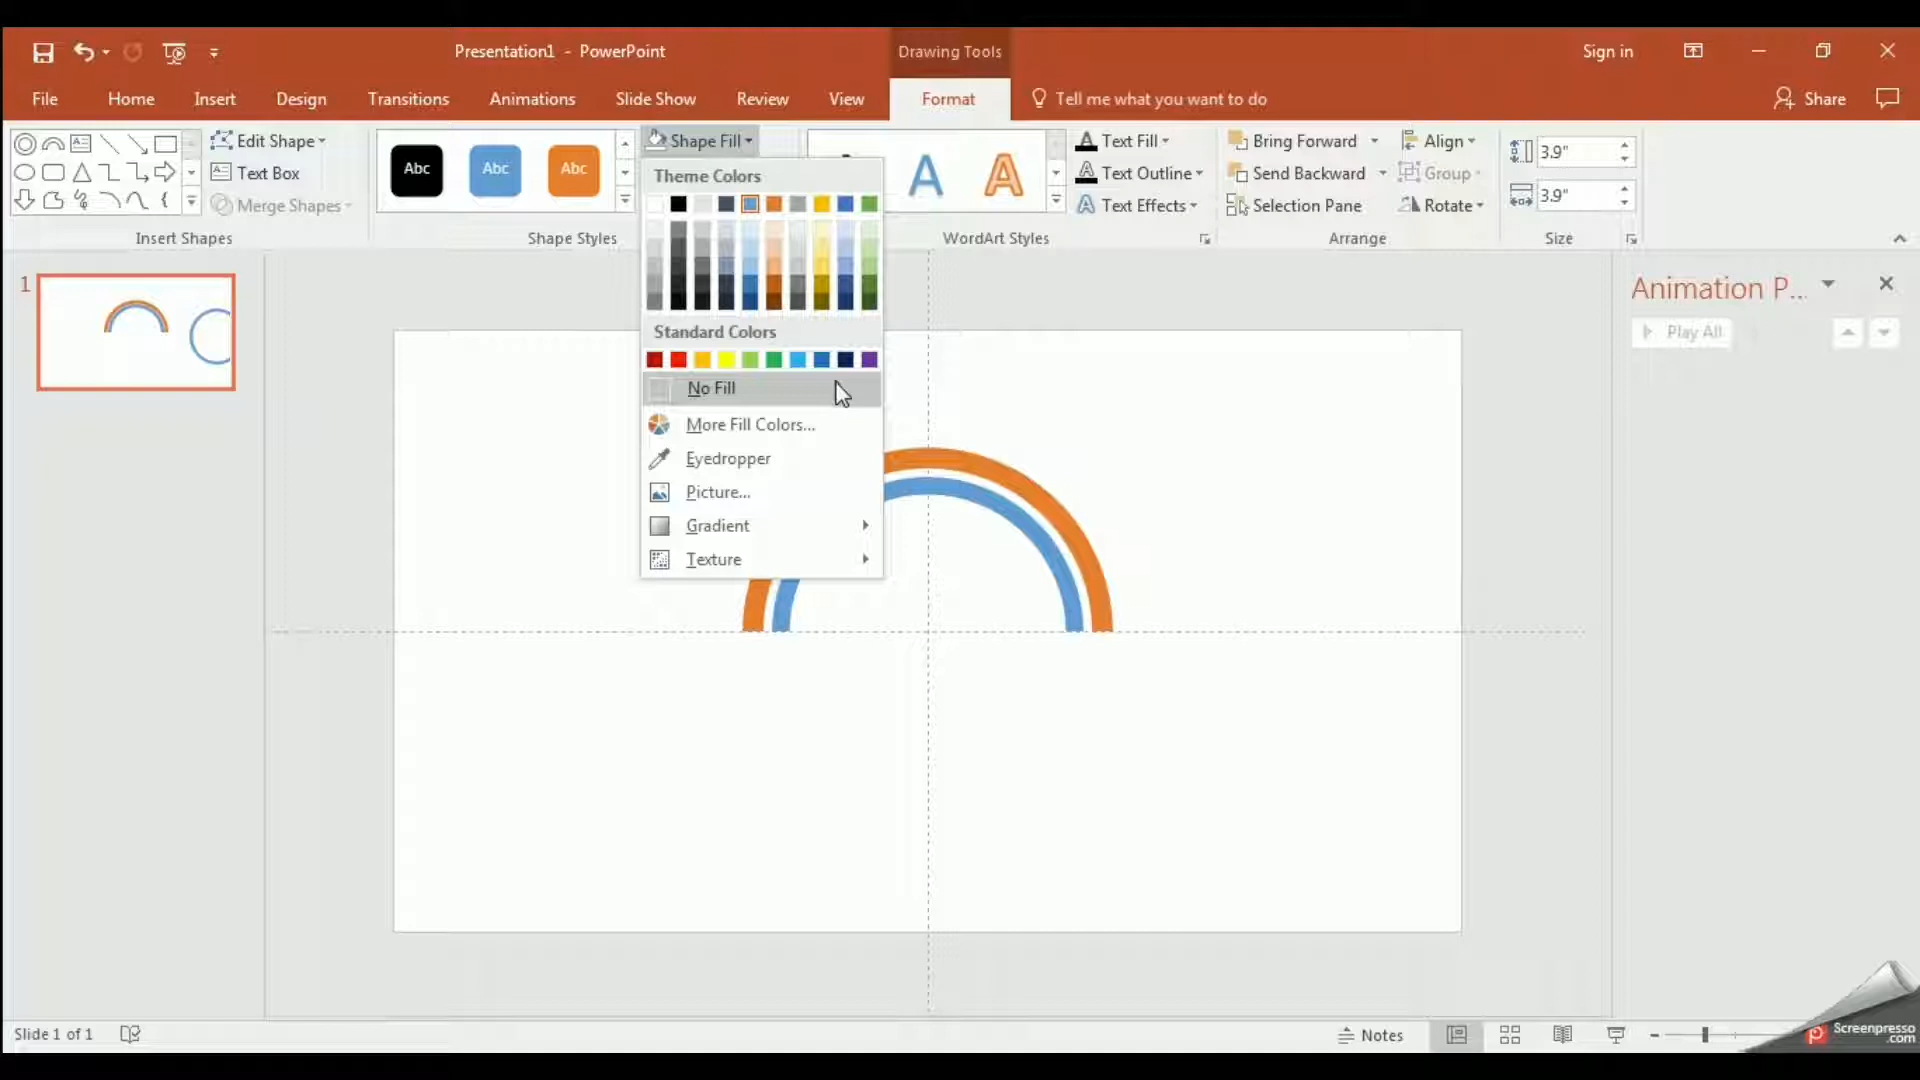 Presentation1 - PowerPoint
Drawing Tools
Sign in
File
Home
Insert
Design
Transitions
Animations
Slide Show
Review
View
Format
Tell me what you want to do
Share
Edit Shape
Text Box
Merge Shapes
Insert Shapes
Abc
Abc
Abc
Shape Styles
Shape Fill
Theme Colors
Standard Colors
No Fill
More Fill Colors...
Eyedropper
Picture...
Gradient
Texture
A
A
WordArt Styles
Text Fill
Text Outline
Text Effects
Bring Forward
Send Backward
Selection Pane
Align
Group
Rotate
Arrange
3.9"
3.9"
Size
1
Animation P...
Play All
Slide 1 of 1
Notes
Screenpresso
.com